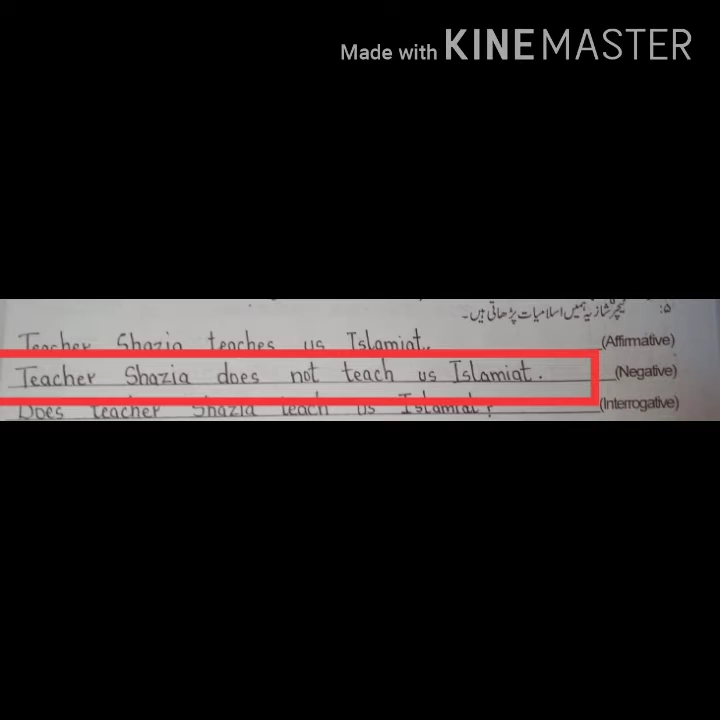 Made with KINEMASTER
۵: ٹیچر شازیہ ہمیں اسلامیات پڑھاتی ہیں۔
Teacher Shazia teaches us Islamiat. (Affirmative)
Teacher Shazia does not teach us Islamiat. (Negative)
Does teacher Shazia teach us Islamiat? (Interrogative)